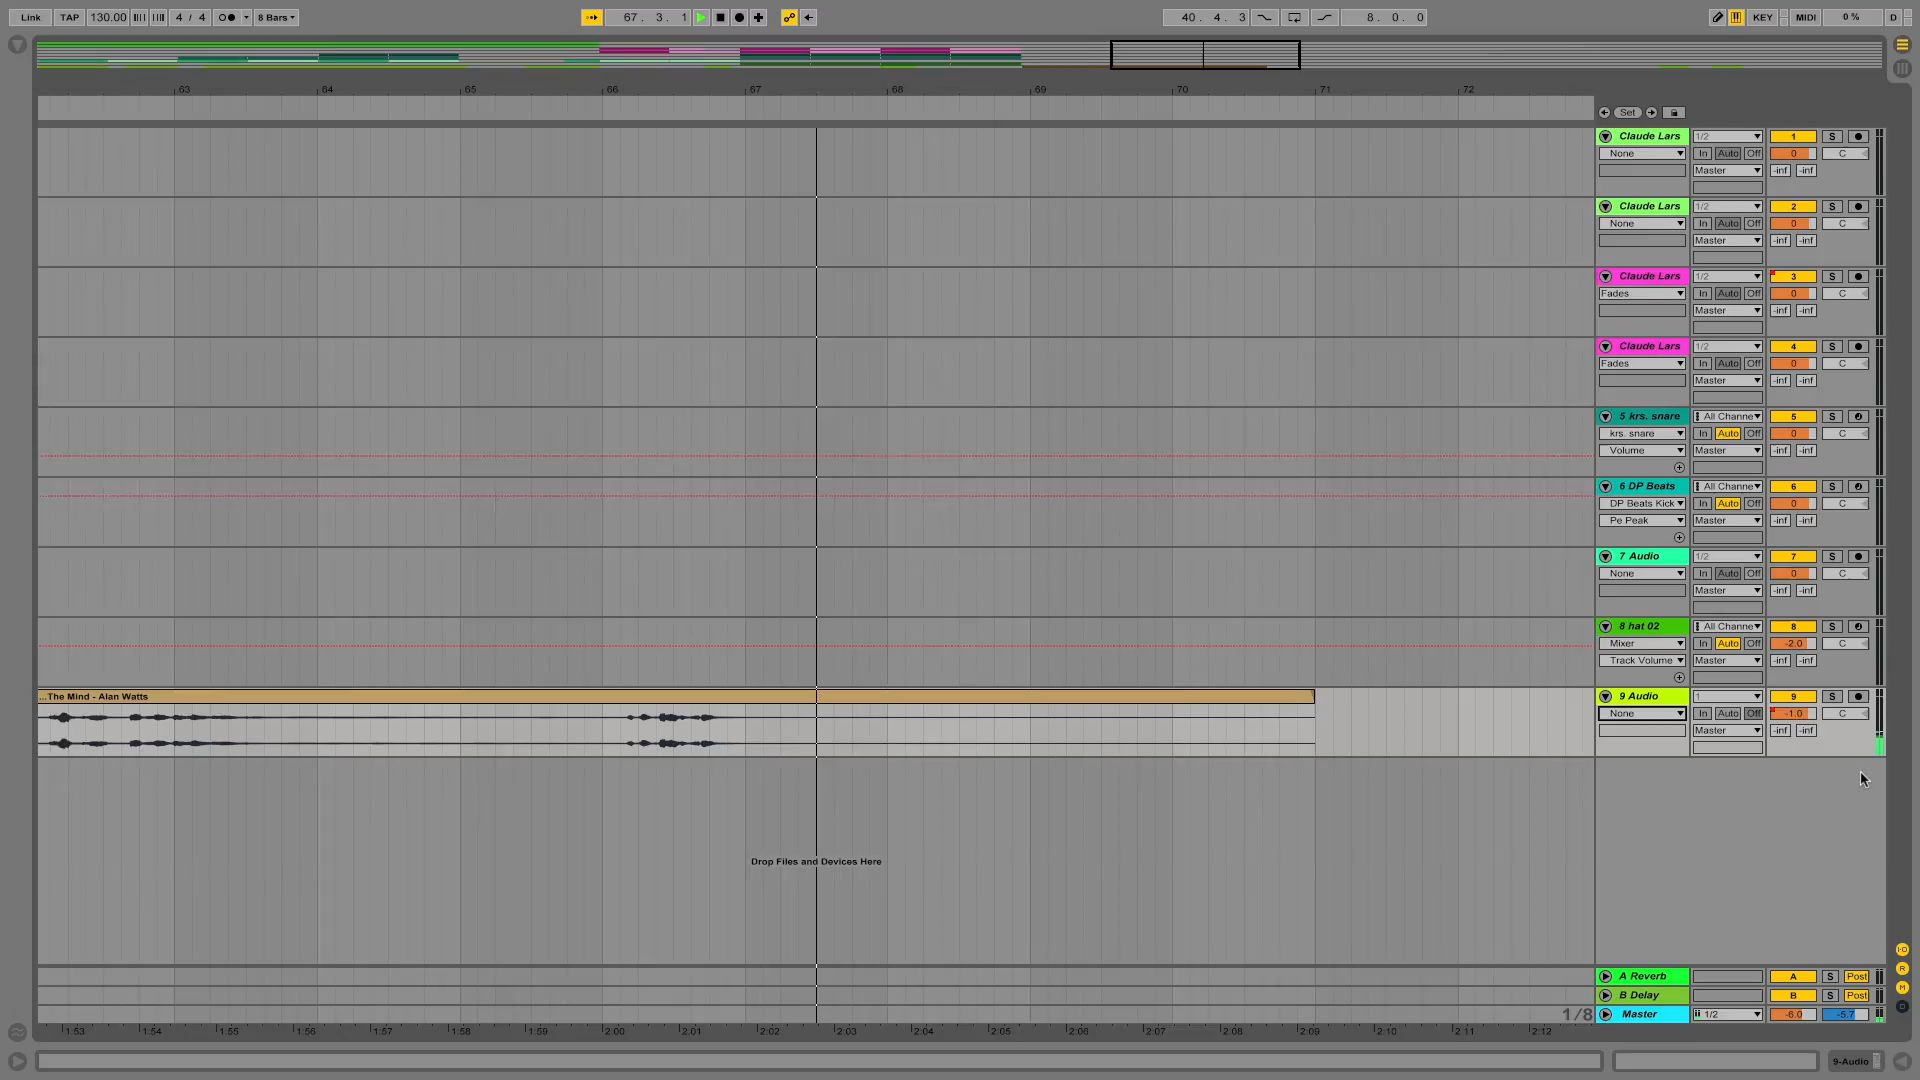 Link TAP 130.00 4 / 4 8 Bars 67. 3. 1 40. 4. 3 8. 0. 0 KEY MIDI 0 % D
63 64 65 66 67 68 69 70 71 72
Set
Claude Lars 1/2 1 S
None In Auto Off 0 C
Master -inf -inf
Claude Lars 1/2 2 S
None In Auto Off 0 C
Master -inf -inf
Claude Lars 1/2 3 S
Fades In Auto Off 0 C
Master -inf -inf
Claude Lars 1/2 4 S
Fades In Auto Off 0 C
Master -inf -inf
5 krs. snare All Channe 5 S
krs. snare In Auto Off 0 C
Volume Master -inf -inf
6 DP Beats All Channe 6 S
DP Beats Kick In Auto Off 0 C
Pe Peak Master -inf -inf
7 Audio 1/2 7 S
None In Auto Off 0 C
Master -inf -inf
8 hat 02 All Channe 8 S
Mixer In Auto Off -2.0 C
Track Volume Master -inf -inf
...The Mind - Alan Watts 9 Audio 1 9 S
None In Auto Off -1.0 C
Master -inf -inf
Drop Files and Devices Here
A Reverb A S Post
B Delay B S Post
1/8 Master 1/2 -6.0 -5.7
1:53 1:54 1:55 1:56 1:57 1:58 1:59 2:00 2:01 2:02 2:03 2:04 2:05 2:06 2:07 2:08 2:09 2:10 2:11 2:12
9-Audio